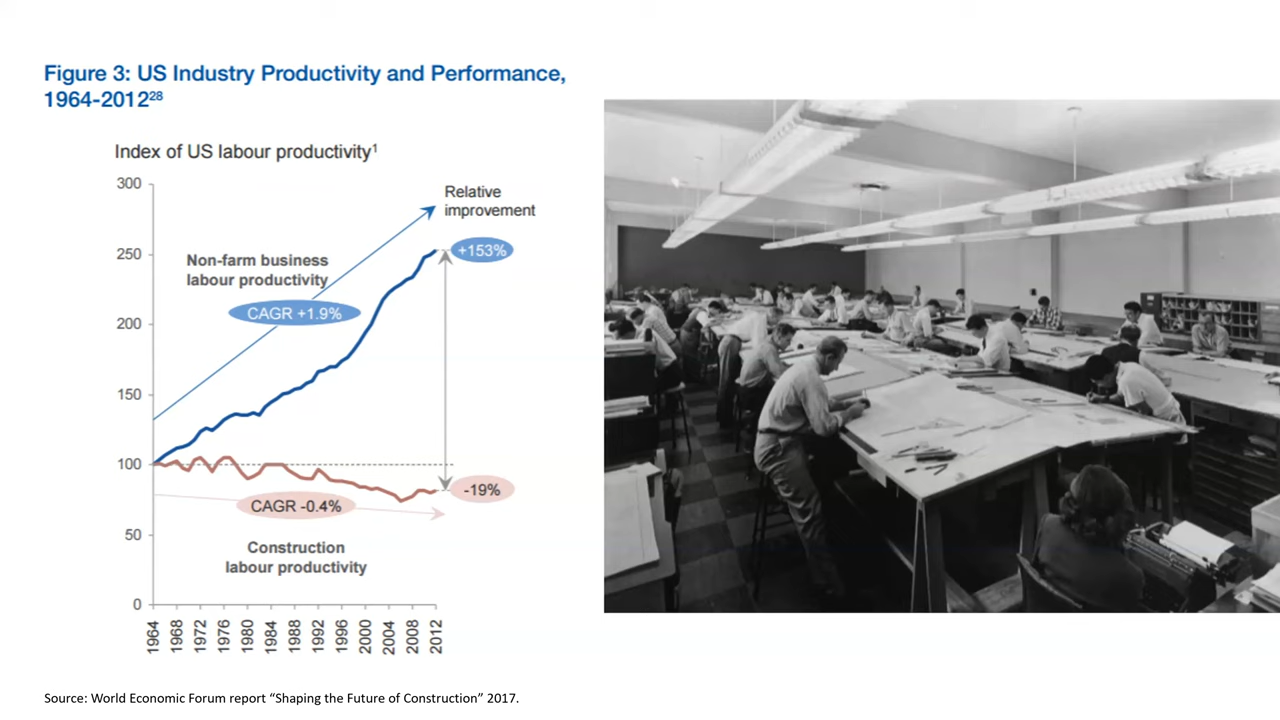 Figure 3: US Industry Productivity and Performance,
1964-2012²⁸
Index of US labour productivity¹
300
250
200
150
100
50
0
Relative
improvement
+153%
Non-farm business
labour productivity
CAGR +1.9%
-19%
CAGR -0.4%
Construction
labour productivity
1964
1968
1972
1976
1980
1984
1988
1992
1996
2000
2004
2008
2012
Source: World Economic Forum report “Shaping the Future of Construction” 2017.